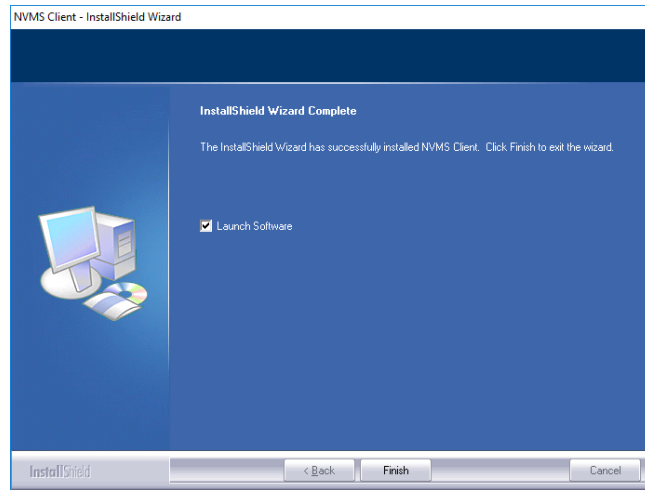 NVMS Client - InstallShield Wizard
InstallShield Wizard Complete
The InstallShield Wizard has successfully installed NVMS Client. Click Finish to exit the wizard.
Launch Software
InstallShield
< Back
Finish
Cancel